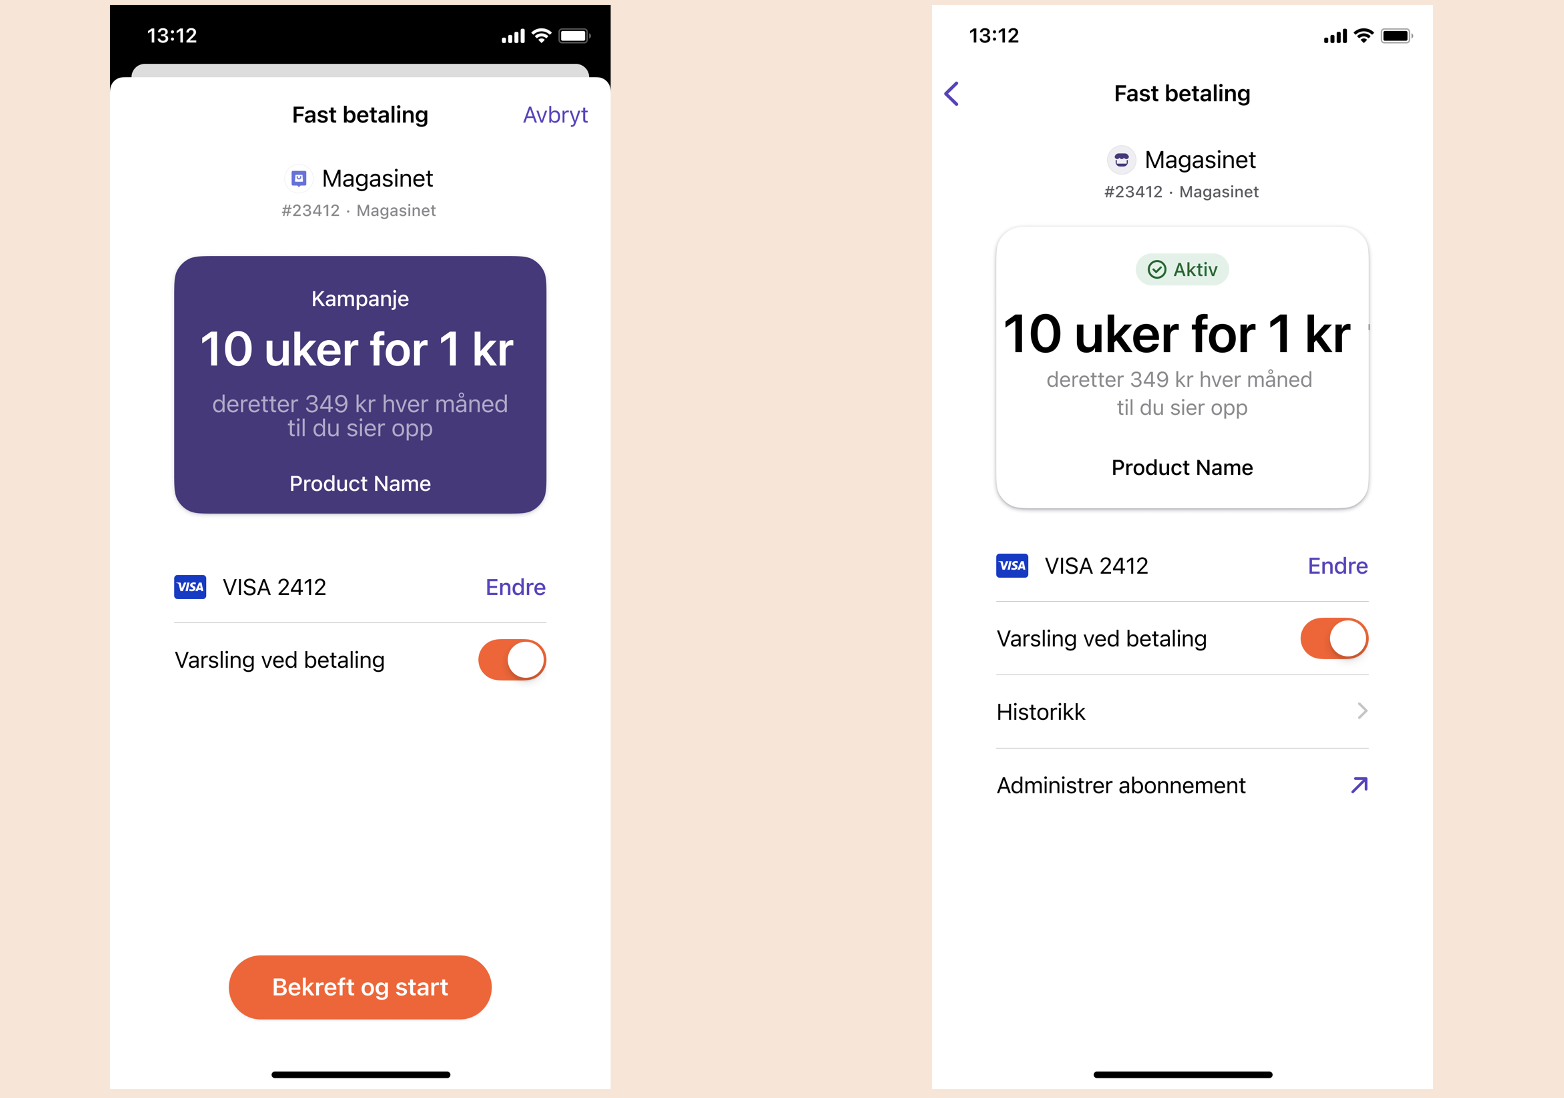 13:12
Fast betaling
Avbryt
Magasinet
#23412 · Magasinet
Kampanje
10 uker for 1 kr
deretter 349 kr hver måned
til du sier opp
Product Name
VISA
VISA 2412
Endre
Varsling ved betaling
Bekreft og start
13:12
Fast betaling
Magasinet
#23412 · Magasinet
Aktiv
10 uker for 1 kr
deretter 349 kr hver måned
til du sier opp
Product Name
VISA
VISA 2412
Endre
Varsling ved betaling
Historikk
Administrer abonnement